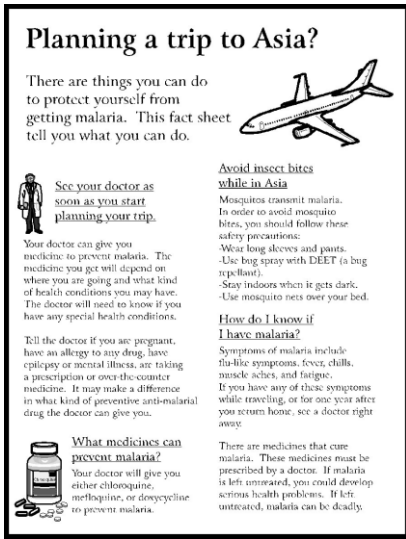 Planning a trip to Asia?
There are things you can do
to protect yourself from
getting malaria. This fact sheet
tell you what you can do.
See your doctor as
soon as you start
planning your trip.
Your doctor can give you
medicine to prevent malaria. The
medicine you get will depend on
where you are going and what kind
of health conditions you may have.
The doctor will need to know if you
have any special health conditions.
Tell the doctor if you are pregnant,
have an allergy to any drug, have
epilepsy or mental illness, are taking
a prescription or over-the-counter
medicine. It may make a difference
in what kind of preventive anti-malarial
drug the doctor can give you.
What medicines can
prevent malaria?
Your doctor will give you
either chloroquine,
mefloquine, or doxycycline
to prevent malaria.
Avoid insect bites
while in Asia
Mosquitos transmit malaria.
In order to avoid mosquito
bites, you should follow these
safety precautions:
-Wear long sleeves and pants.
-Use bug spray with DEET (a bug
repellant).
-Stay indoors when it gets dark.
-Use mosquito nets over your bed.
How do I know if
I have malaria?
Symptoms of malaria include
flu-like symptoms, fever, chills,
muscle aches, and fatigue.
If you have any of these symptoms
while traveling, or for one year after
you return home, see a doctor right
away.
There are medicines that cure
malaria. These medicines must be
prescribed by a doctor. If malaria
is left untreated, you could develop
serious health problems. If left
untreated, malaria can be deadly.